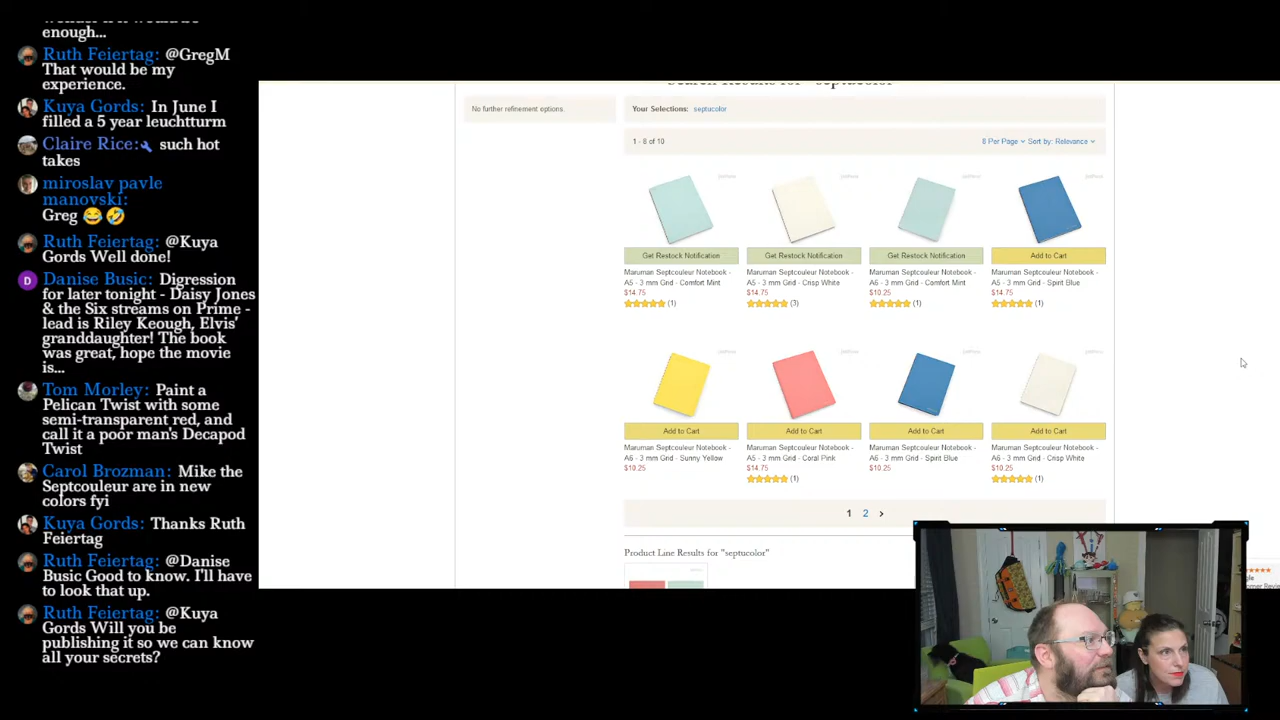 enough...
Ruth Feiertag: @GregM
That would be my
experience.
Kuya Gords: In June I
filled a 5 year leuchtturm
Claire Rice: such hot
takes
miroslav pavle
manovski:
Greg 😂🤣
Ruth Feiertag: @Kuya
Gords Well done!
D
Danise Busic: Digression
for later tonight - Daisy Jones
& the Six streams on Prime -
lead is Riley Keough, Elvis'
granddaughter! The book
was great, hope the movie
is...
Tom Morley: Paint a
Pelican Twist with some
semi-transparent red, and
call it a poor man's Decapod
Twist
Carol Brozman: Mike the
Septcouleur are in new
colors fyi
Kuya Gords: Thanks Ruth
Feiertag
Ruth Feiertag: @Danise
Busic Good to know. I'll have
to look that up.
Ruth Feiertag: @Kuya
Gords Will you be
publishing it so we can know
all your secrets?
Search Results for "septucolor"
No further refinement options.
Your Selections: septucolor
1 - 8 of 10
8 Per Page Sort by: Relevance
Get Restock Notification
Get Restock Notification
Get Restock Notification
Add to Cart
Maruman Septcouleur Notebook -
A5 - 3 mm Grid - Comfort Mint
$14.75
(1)
Maruman Septcouleur Notebook -
A5 - 3 mm Grid - Crisp White
$14.75
(3)
Maruman Septcouleur Notebook -
A6 - 3 mm Grid - Comfort Mint
$10.25
(1)
Maruman Septcouleur Notebook -
A5 - 3 mm Grid - Spirit Blue
$14.75
(1)
Add to Cart
Add to Cart
Add to Cart
Add to Cart
Maruman Septcouleur Notebook -
A6 - 3 mm Grid - Sunny Yellow
$10.25
Maruman Septcouleur Notebook -
A5 - 3 mm Grid - Coral Pink
$14.75
(1)
Maruman Septcouleur Notebook -
A6 - 3 mm Grid - Spirit Blue
$10.25
Maruman Septcouleur Notebook -
A6 - 3 mm Grid - Crisp White
$10.25
(1)
1 2 >
Product Line Results for "septucolor"